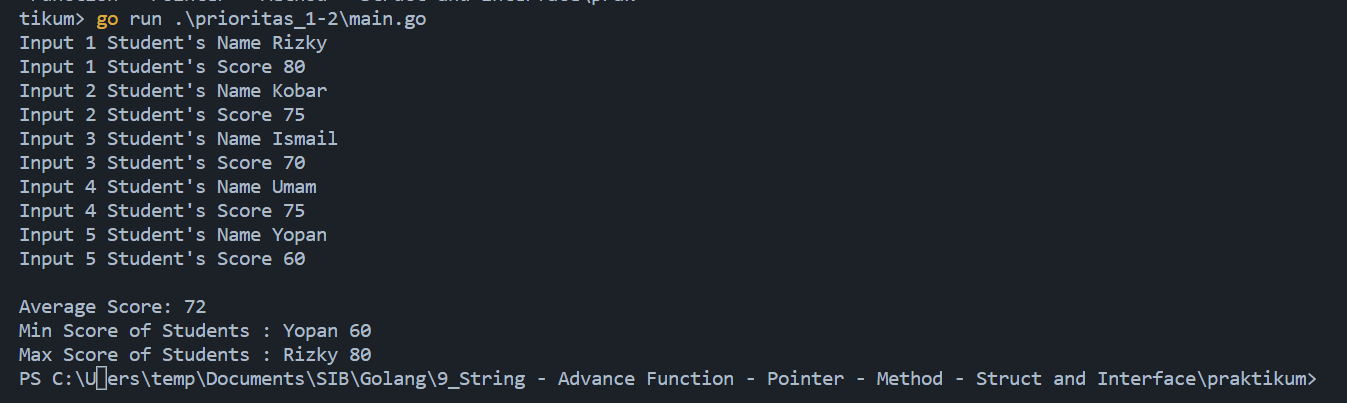 tikum> go run .\prioritas_1-2\main.go
Input 1 Student's Name Rizky
Input 1 Student's Score 80
Input 2 Student's Name Kobar
Input 2 Student's Score 75
Input 3 Student's Name Ismail
Input 3 Student's Score 70
Input 4 Student's Name Umam
Input 4 Student's Score 75
Input 5 Student's Name Yopan
Input 5 Student's Score 60
Average Score: 72
Min Score of Students : Yopan 60
Max Score of Students : Rizky 80
PS C:\Users\temp\Documents\SIB\Golang\9_String - Advance Function - Pointer - Method - Struct and Interface\praktikum>